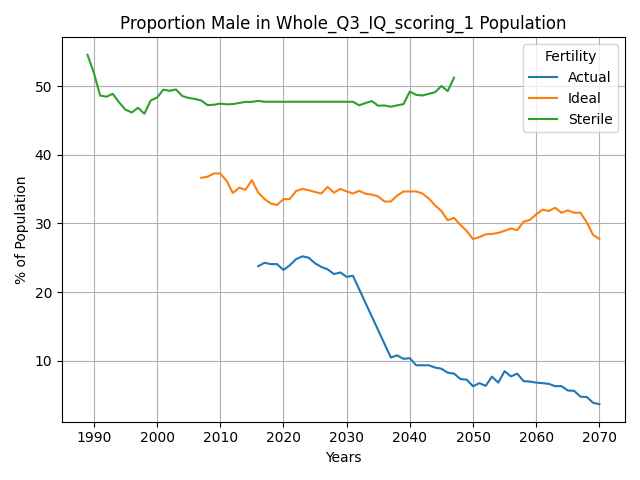 Proportion Male in Whole_Q3_IQ_scoring_1 Population
Fertility
Actual
Ideal
Sterile
% of Population
50
40
30
20
10
1990 2000 2010 2020 2030 2040 2050 2060 2070
Years